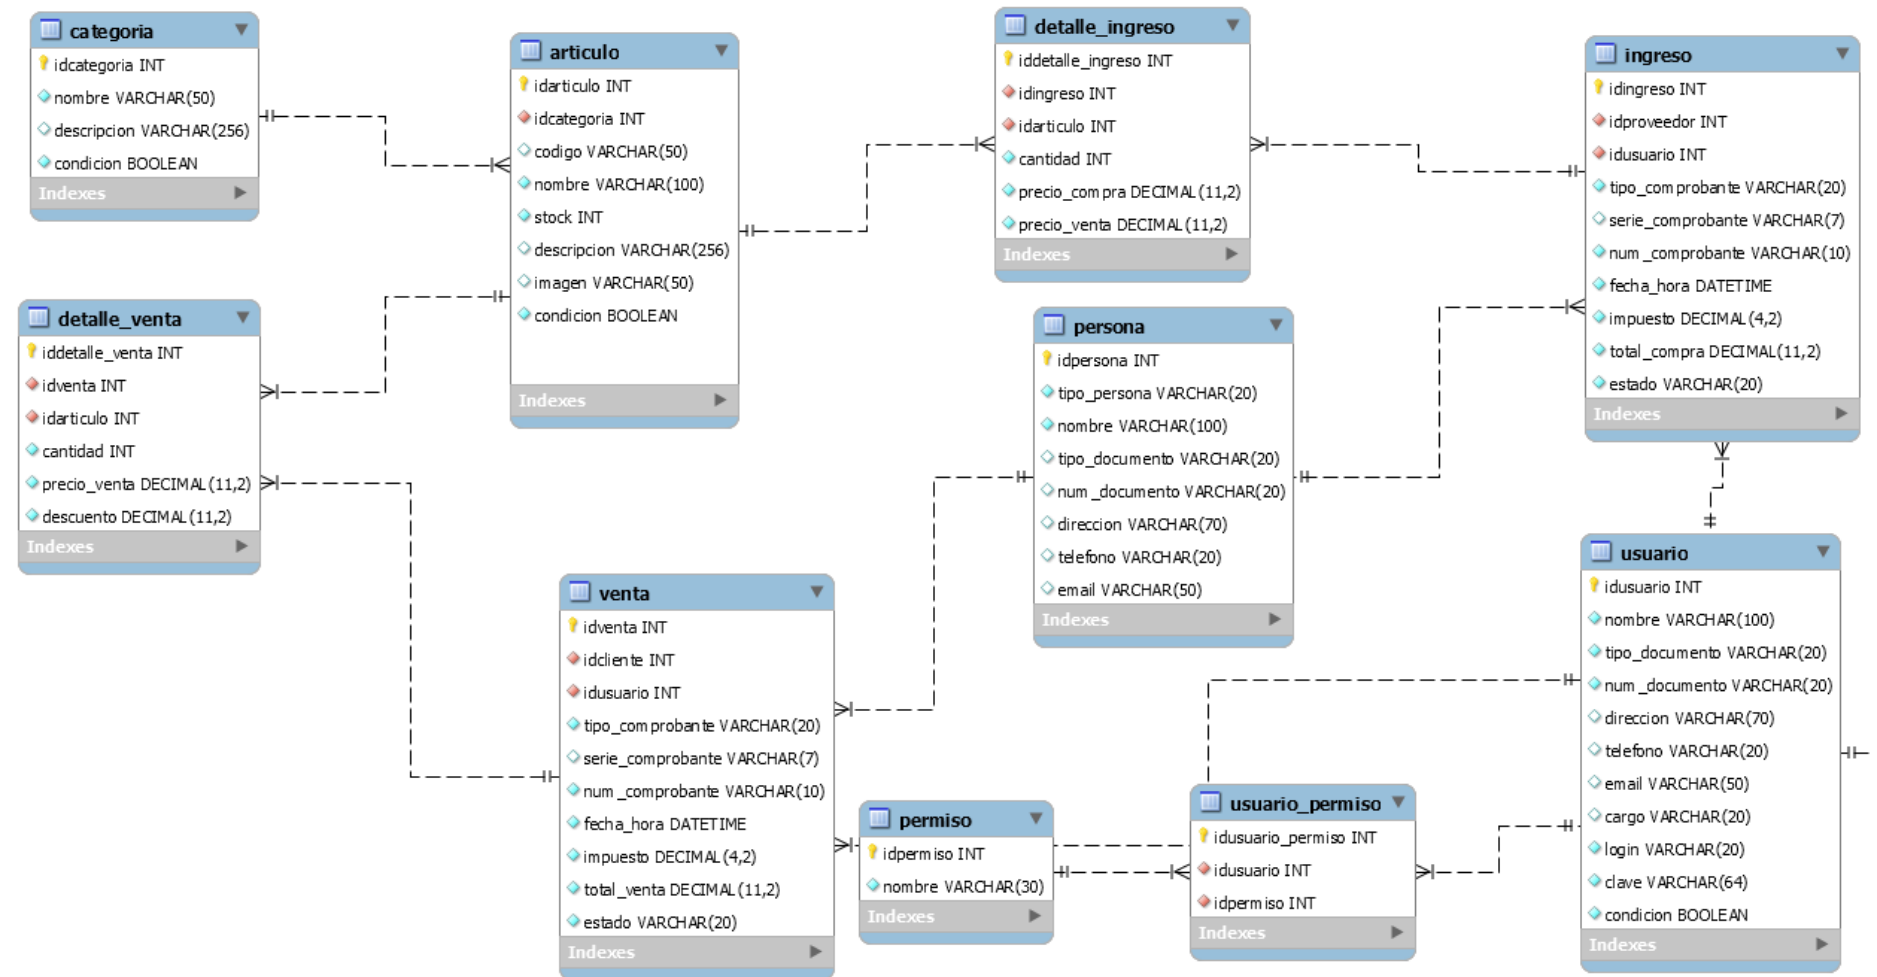 categoria
idcategoria INT
nombre VARCHAR(50)
descripcion VARCHAR(256)
condicion BOOLEAN
Indexes
articulo
idarticulo INT
idcategoria INT
codigo VARCHAR(50)
nombre VARCHAR(100)
stock INT
descripcion VARCHAR(256)
imagen VARCHAR(50)
condicion BOOLEAN
Indexes
detalle_ingreso
iddetalle_ingreso INT
idingreso INT
idarticulo INT
cantidad INT
precio_compra DECIMAL(11,2)
precio_venta DECIMAL(11,2)
Indexes
ingreso
idingreso INT
idproveedor INT
idusuario INT
tipo_comprobante VARCHAR(20)
serie_comprobante VARCHAR(7)
num_comprobante VARCHAR(10)
fecha_hora DATETIME
impuesto DECIMAL(4,2)
total_compra DECIMAL(11,2)
estado VARCHAR(20)
Indexes
detalle_venta
iddetalle_venta INT
idventa INT
idarticulo INT
cantidad INT
precio_venta DECIMAL(11,2)
descuento DECIMAL(11,2)
Indexes
persona
idpersona INT
tipo_persona VARCHAR(20)
nombre VARCHAR(100)
tipo_documento VARCHAR(20)
num_documento VARCHAR(20)
direccion VARCHAR(70)
telefono VARCHAR(20)
email VARCHAR(50)
Indexes
venta
idventa INT
idcliente INT
idusuario INT
tipo_comprobante VARCHAR(20)
serie_comprobante VARCHAR(7)
num_comprobante VARCHAR(10)
fecha_hora DATETIME
impuesto DECIMAL(4,2)
total_venta DECIMAL(11,2)
estado VARCHAR(20)
Indexes
permiso
idpermiso INT
nombre VARCHAR(30)
Indexes
usuario_permiso
idusuario_permiso INT
idusuario INT
idpermiso INT
Indexes
usuario
idusuario INT
nombre VARCHAR(100)
tipo_documento VARCHAR(20)
num_documento VARCHAR(20)
direccion VARCHAR(70)
telefono VARCHAR(20)
email VARCHAR(50)
cargo VARCHAR(20)
login VARCHAR(20)
clave VARCHAR(64)
condicion BOOLEAN
Indexes